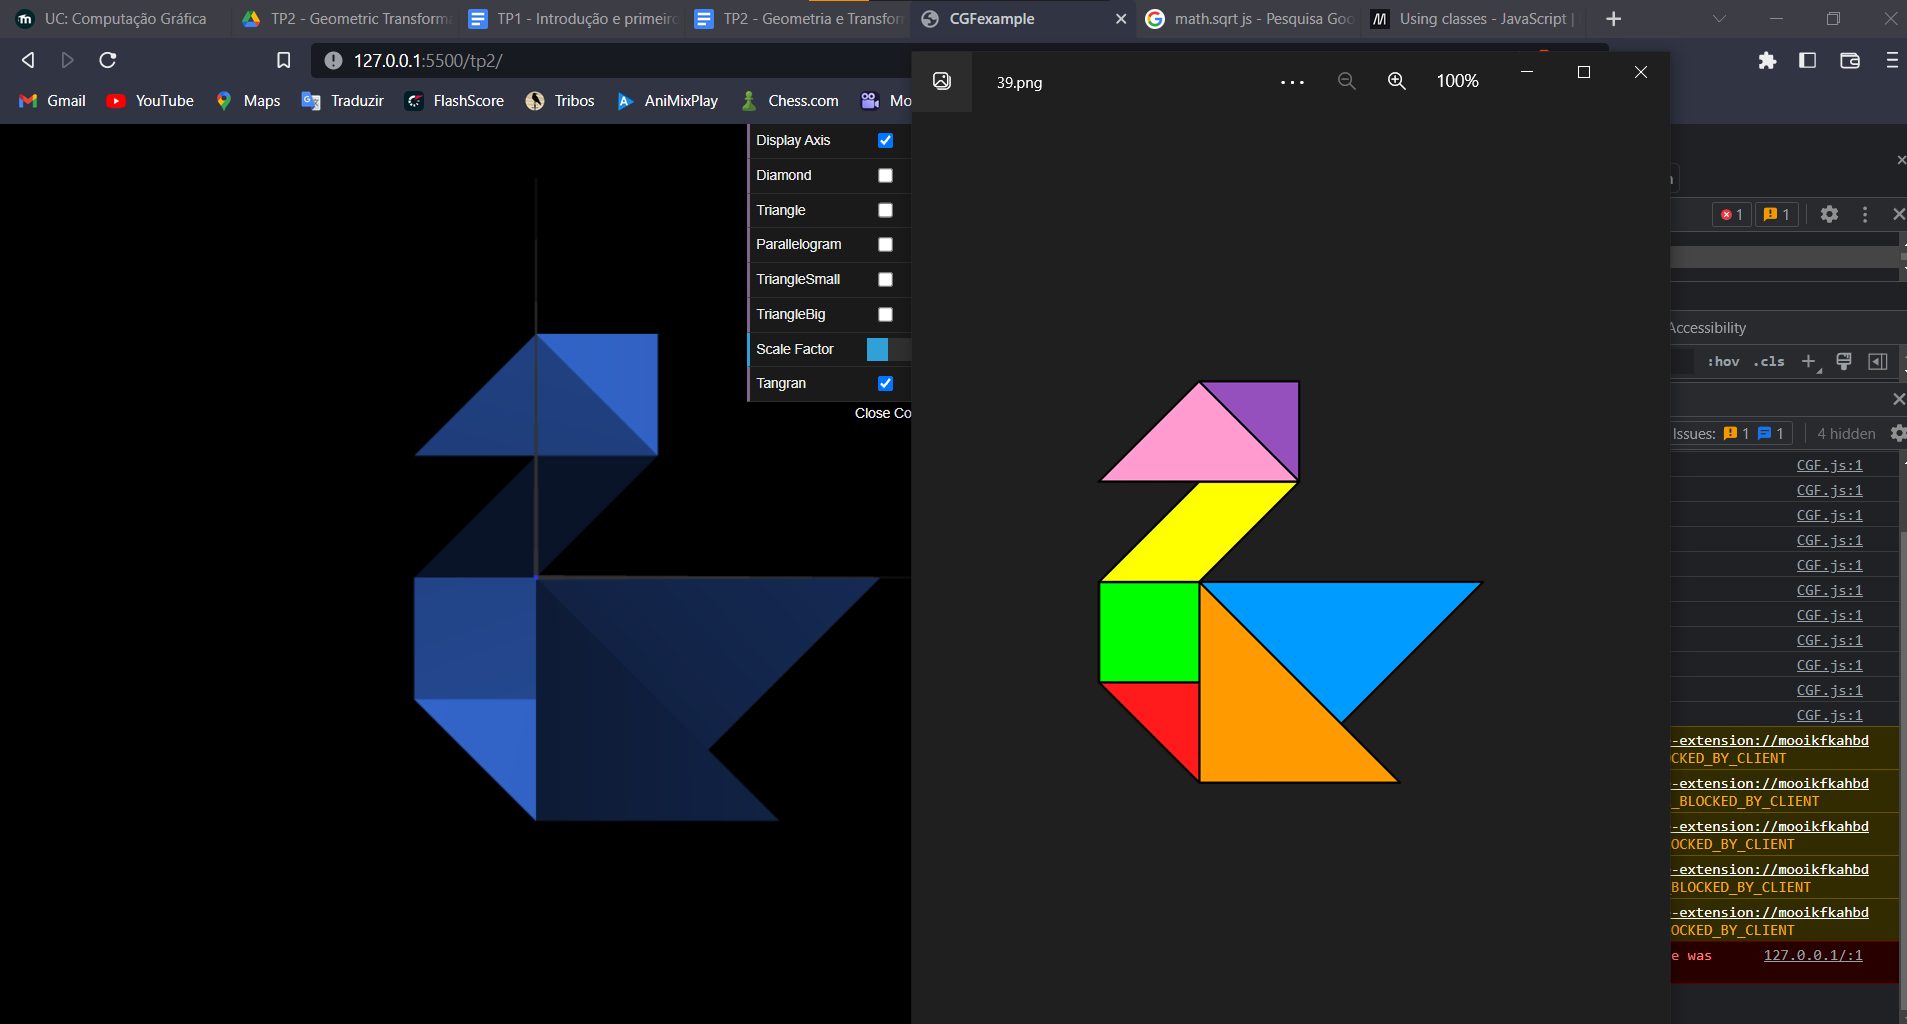 UC: Computação Gráfica
TP2 - Geometric Transforma
TP1 - Introdução e primeiro
TP2 - Geometria e Transfor
CGFexample
math.sqrt js - Pesquisa Goo
Using classes - JavaScript |
127.0.0.1:5500/tp2/
Gmail
YouTube
Maps
Traduzir
FlashScore
Tribos
AniMixPlay
Chess.com
Mo
39.png
100%
Display Axis
Diamond
Triangle
Parallelogram
TriangleSmall
TriangleBig
Scale Factor
Tangran
Close Co
1
1
Accessibility
:hov .cls
Issues: 1 1 4 hidden
CGF.js:1
CGF.js:1
CGF.js:1
CGF.js:1
CGF.js:1
CGF.js:1
CGF.js:1
CGF.js:1
CGF.js:1
CGF.js:1
CGF.js:1
-extension://mooikfkahbd
CKED_BY_CLIENT
-extension://mooikfkahbd
_BLOCKED_BY_CLIENT
-extension://mooikfkahbd
OCKED_BY_CLIENT
-extension://mooikfkahbd
BLOCKED_BY_CLIENT
-extension://mooikfkahbd
OCKED_BY_CLIENT
e was 127.0.0.1/:1